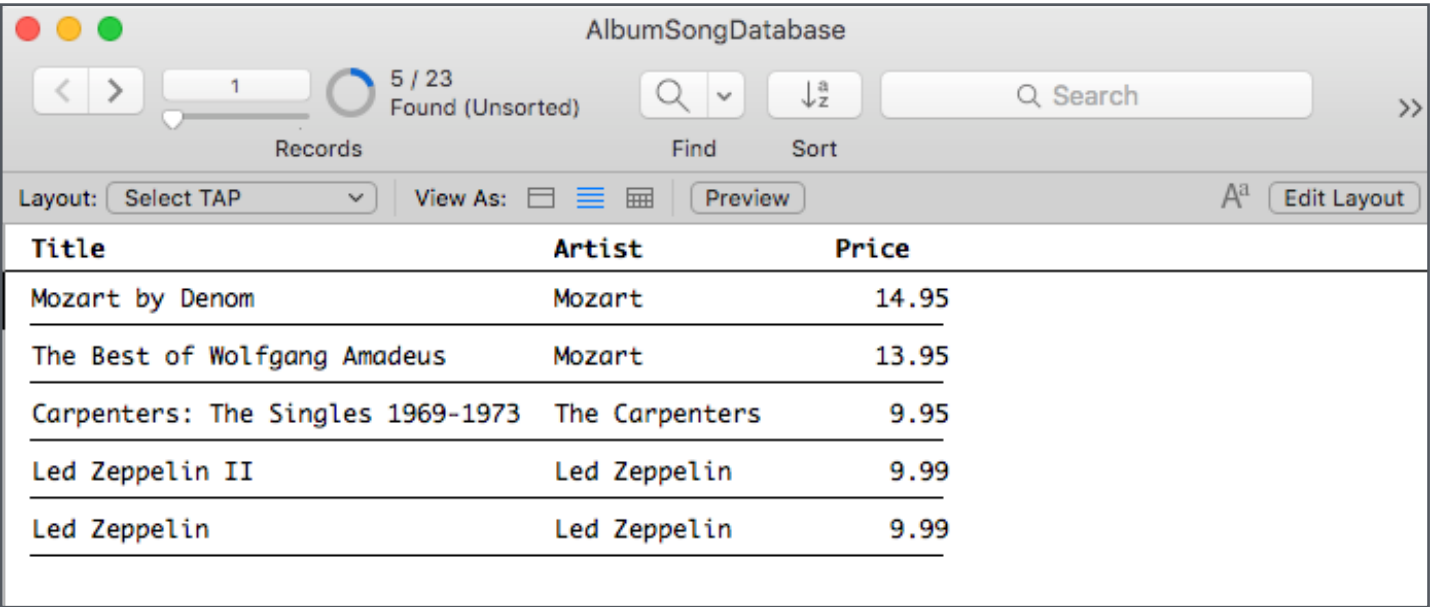 AlbumSongDatabase
1
5 / 23
Found (Unsorted)
Search
Records
Find
Sort
Layout: Select TAP View As: Preview Aa Edit Layout
Title Artist Price
Mozart by Denom Mozart 14.95
The Best of Wolfgang Amadeus Mozart 13.95
Carpenters: The Singles 1969-1973 The Carpenters 9.95
Led Zeppelin II Led Zeppelin 9.99
Led Zeppelin Led Zeppelin 9.99